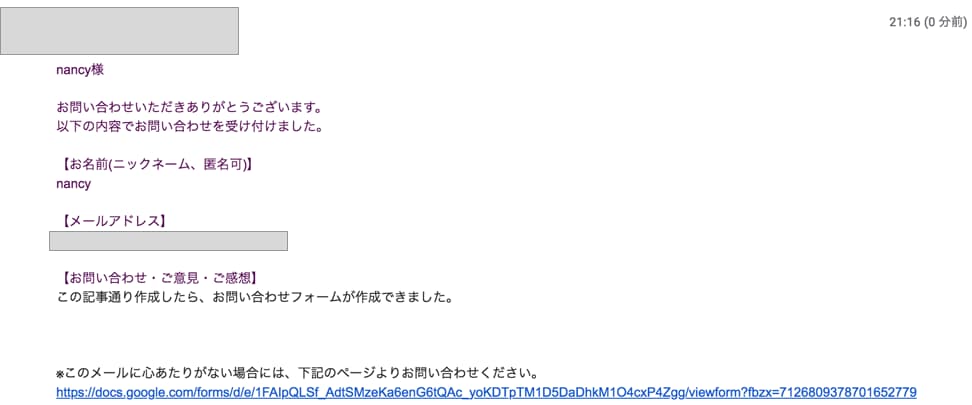 21:16 (0 分前)
nancy様
お問い合わせいただきありがとうございます。
以下の内容でお問い合わせを受け付けました。
【お名前(ニックネーム、匿名可)】
nancy
【メールアドレス】
【お問い合わせ・ご意見・ご感想】
この記事通り作成したら、お問い合わせフォームが作成できました。
※このメールに心あたりがない場合には、下記のページよりお問い合わせください。
https://docs.google.com/forms/d/e/1FAIpQLSf_AdtSMzeKa6enG6tQAc_yoKDTpTM1D5DaDhkM1O4cxP4Zgg/viewform?fbzx=7126809378701652779